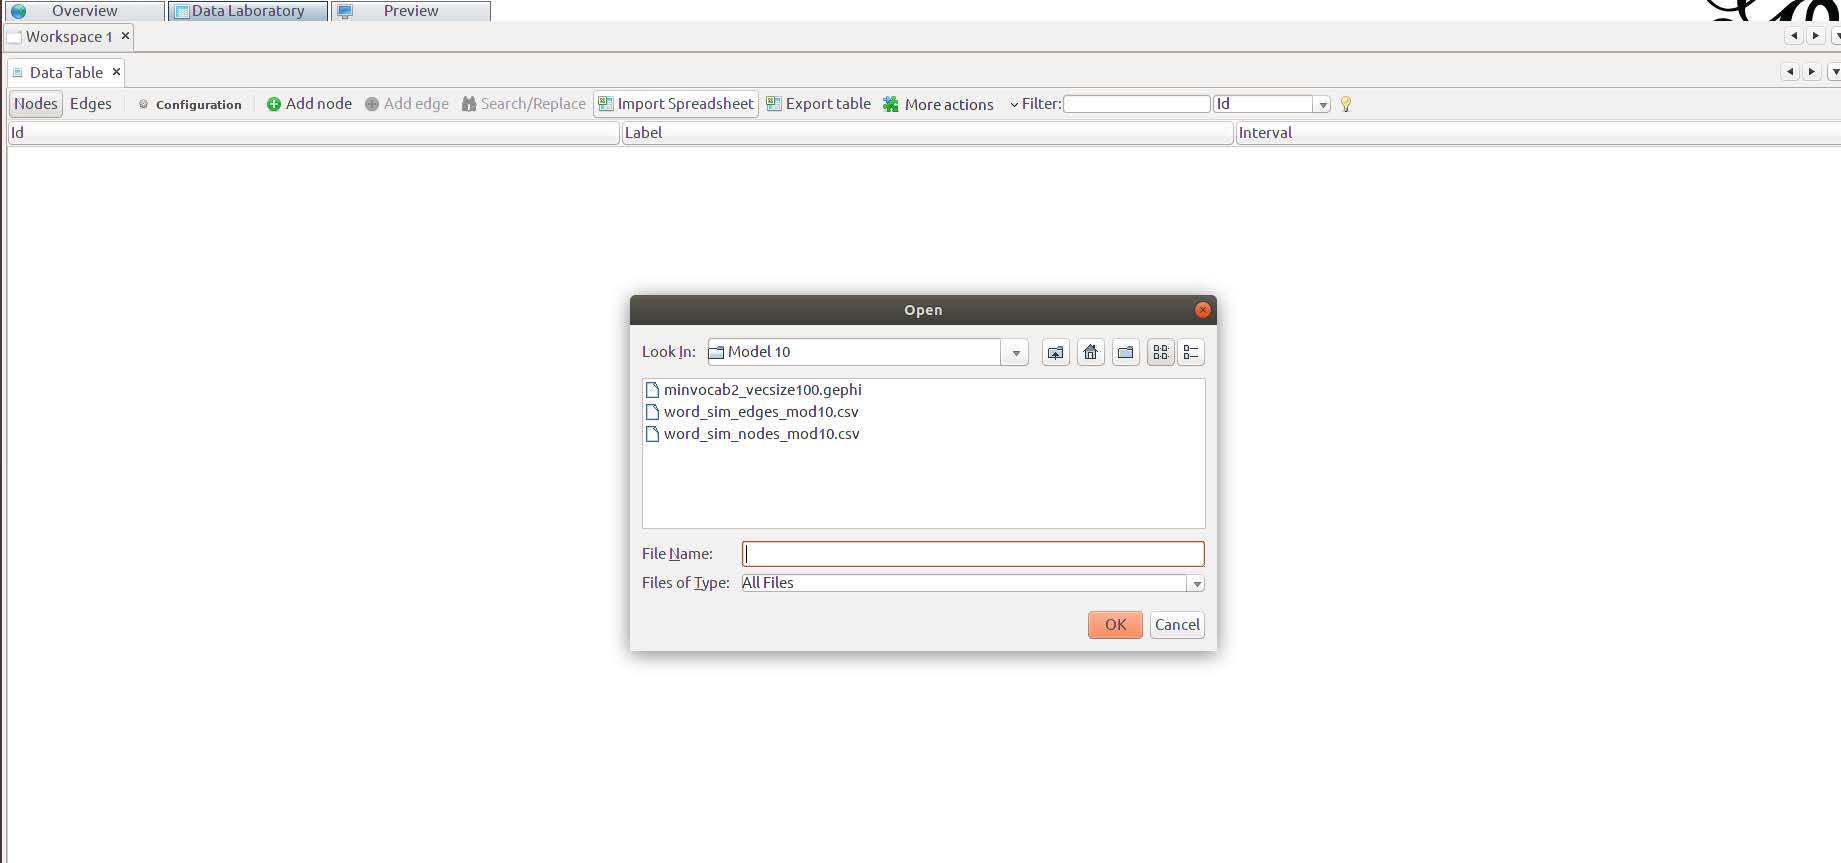 Overview Data Laboratory Preview
Workspace 1
Data Table
Nodes Edges Configuration Add node Add edge Search/Replace Import Spreadsheet Export table More actions Filter: Id
Id Label Interval
Open
Look In: Model 10
minvocab2_vecsize100.gephi
word_sim_edges_mod10.csv
word_sim_nodes_mod10.csv
File Name:
Files of Type: All Files
OK Cancel